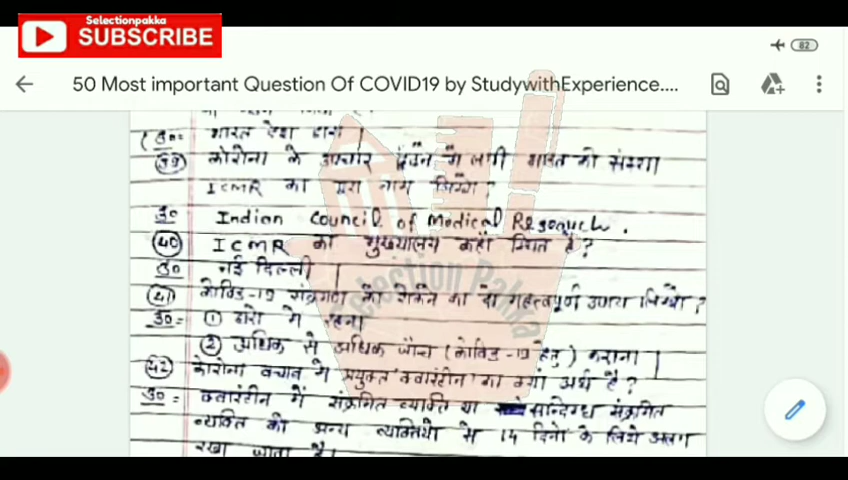 Selectionpakka
SUBSCRIBE
82
50 Most important Question Of COVID19 by StudywithExperience....
उ०= भारत देश द्वारा |
(39) कोरोना के उपचार ढूंढने में लगी भारत की संस्था
ICMR का पूरा नाम लिखिए ?
उ० Indian Council of Medical Research.
(40) ICMR का मुख्यालय कहाँ स्थित है ?
उ० नई दिल्ली |
(41) कोविड-19 संक्रमण को रोकने का दो महत्वपूर्ण उपाय लिखो ?
उ०= (1) घरों में रहना
(2) अधिक से अधिक जाँच (कोविड-19 हेतु) कराना |
(42) कोरोना बचाव में प्रयुक्त 'क्वारंटीन' का क्या अर्थ है ?
उ०= क्वारंटीन में संक्रमित व्यक्ति या सन्दिग्ध संक्रमित
व्यक्ति को अन्य व्यक्तियों से 14 दिनों के लिये अलग
रखा जाता है |
Selection Pakka